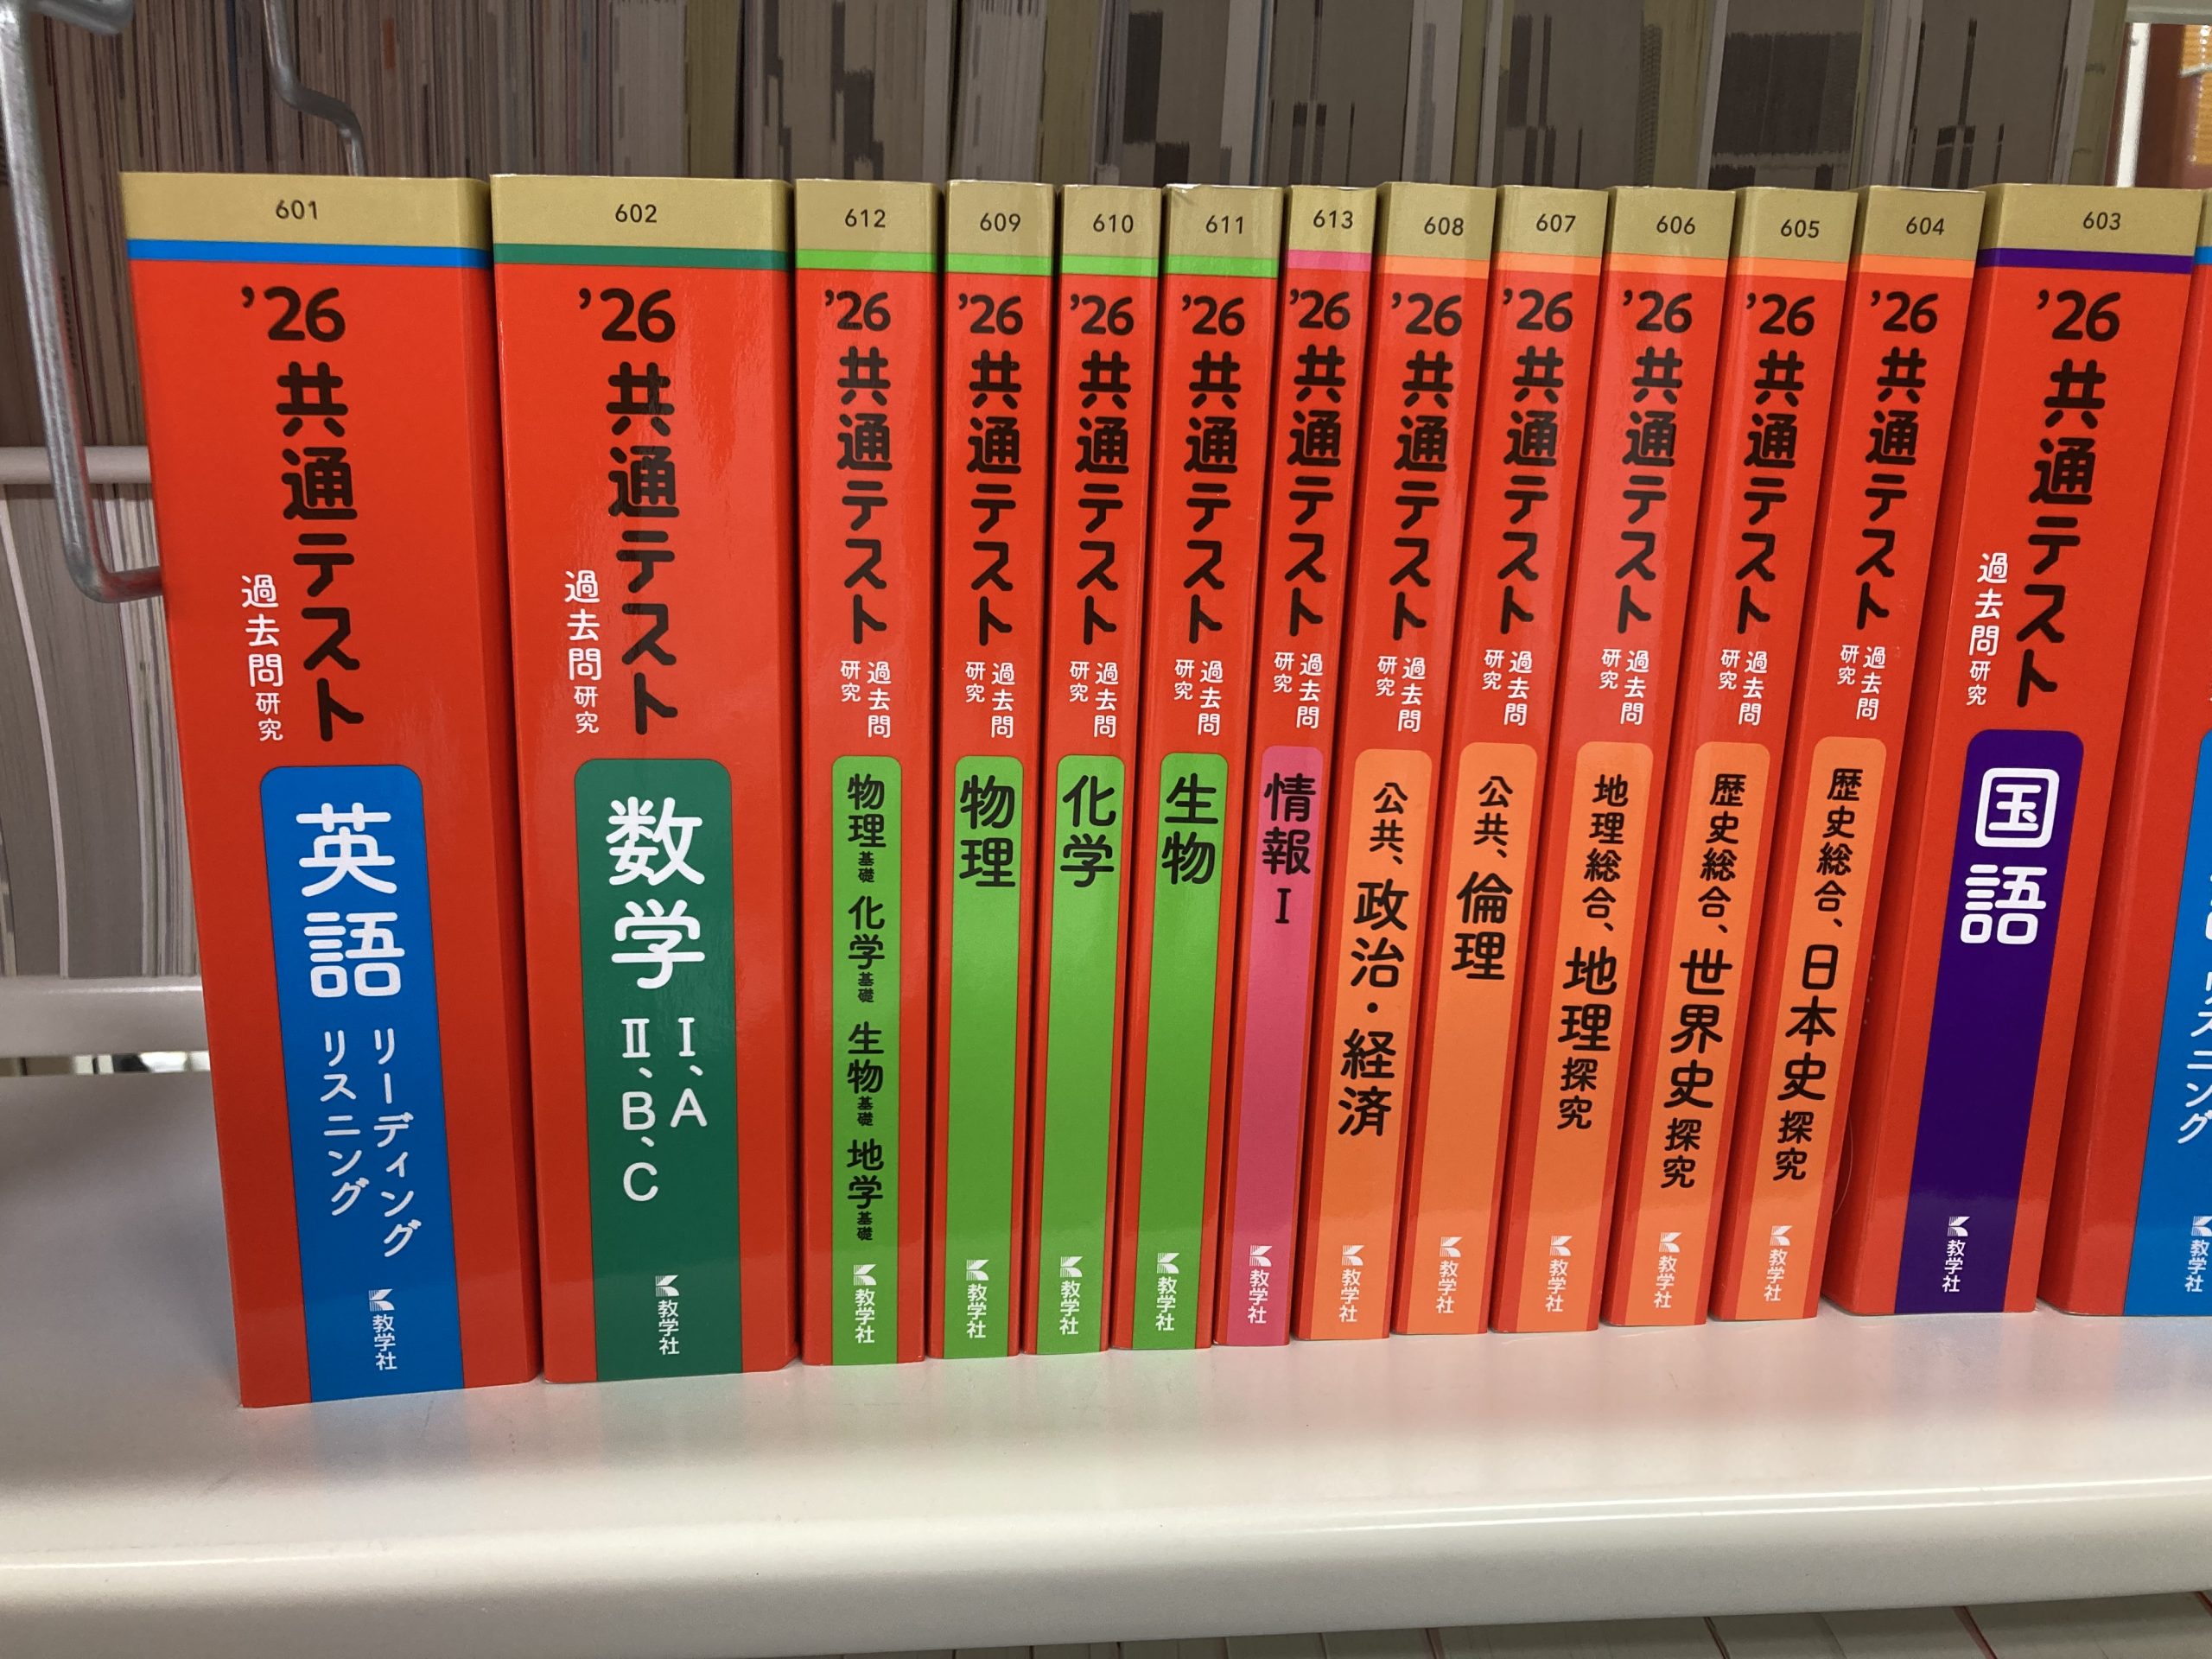 601
'26
共通テスト
過去問研究
英語
リーディング
リスニング
教学社
602
'26
共通テスト
過去問研究
数学
Ⅰ、A
Ⅱ、B、C
教学社
612
'26
共通テスト
過去問
研究
物理基礎 化学基礎 生物基礎 地学基礎
教学社
609
'26
共通テスト
過去問
研究
物理
教学社
610
'26
共通テスト
過去問
研究
化学
教学社
611
'26
共通テスト
過去問
研究
生物
教学社
613
'26
共通テスト
過去問
研究
情報Ⅰ
教学社
608
'26
共通テスト
過去問
研究
公共、政治・経済
教学社
607
'26
共通テスト
過去問
研究
公共、倫理
教学社
606
'26
共通テスト
過去問
研究
地理総合、地理探究
教学社
605
'26
共通テスト
過去問
研究
歴史総合、世界史探究
教学社
604
'26
共通テスト
過去問
研究
歴史総合、日本史探究
教学社
603
'26
共通テスト
過去問研究
国語
教学社